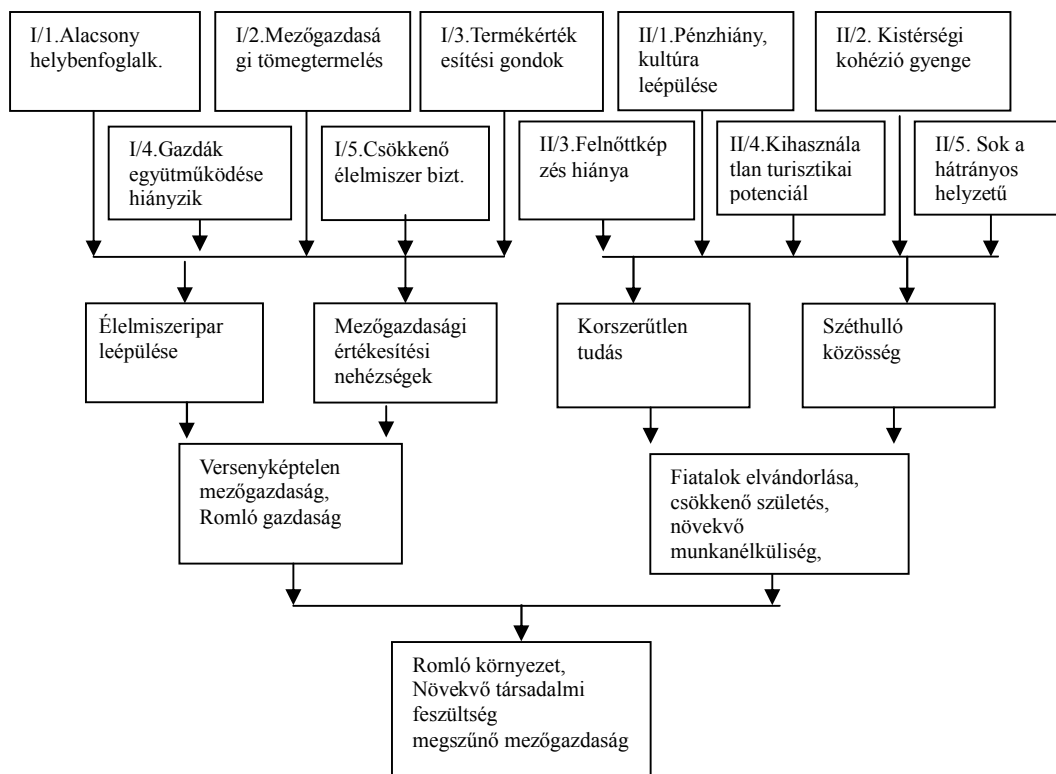 I/1.Alacsony
helybenfoglalk.
I/2.Mezőgazdasá
gi tömegtermelés
I/3.Termékérték
esítési gondok
II/1.Pénzhiány,
kultúra
leépülése
II/2. Kistérségi
kohézió gyenge
I/4.Gazdák
együtműködése
hiányzik
I/5.Csökkenő
élelmiszer bizt.
II/3.Felnőttkép
zés hiánya
II/4.Kihasznála
tlan turisztikai
potenciál
II/5. Sok a
hátrányos
helyzetű
Élelmiszeripar
leépülése
Mezőgazdasági
értékesítési
nehézségek
Korszerűtlen
tudás
Széthulló
közösség
Versenyképtelen
mezőgazdaság,
Romló gazdaság
Fiatalok elvándorlása,
csökkenő születés,
növekvő
munkanélküliség,
Romló környezet,
Növekvő társadalmi
feszültség
megszűnő mezőgazdaság